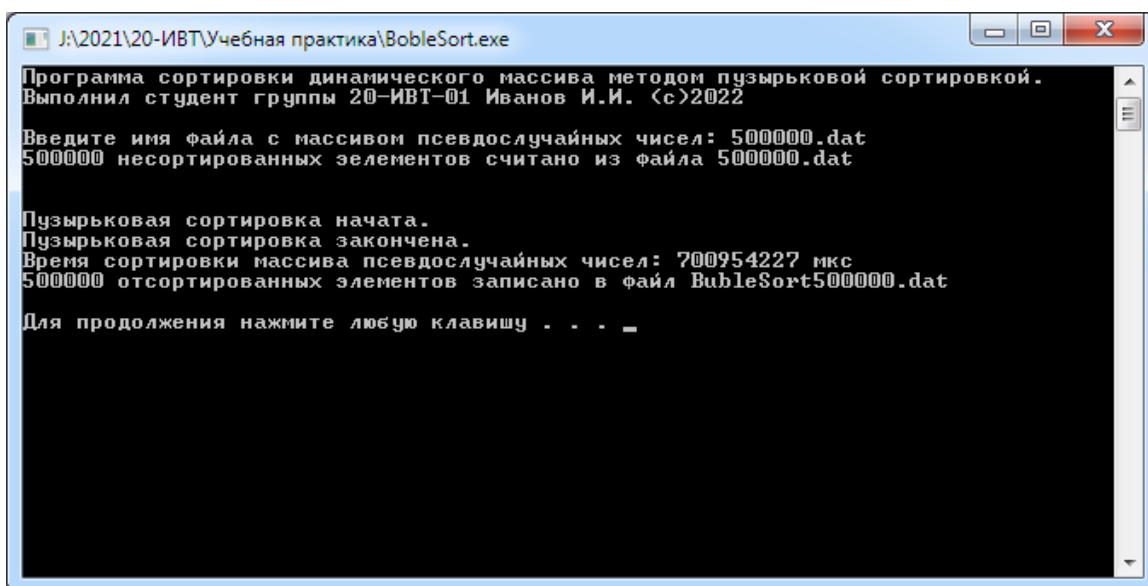 J:\2021\20-ИВТ\Учебная практика\BobleSort.exe
Программа сортировки динамического массива методом пузырьковой сортировкой.
Выполнил студент группы 20-ИВТ-01 Иванов И.И. (c)2022
Введите имя файла с массивом псевдослучайных чисел: 500000.dat
500000 несортированных эелементов считано из файла 500000.dat
Пузырьковая сортировка начата.
Пузырьковая сортировка закончена.
Время сортировки массива псевдослучайных чисел: 700954227 мкс
500000 отсортированных элементов записано в файл BubleSort500000.dat
Для продолжения нажмите любую клавишу . . . _